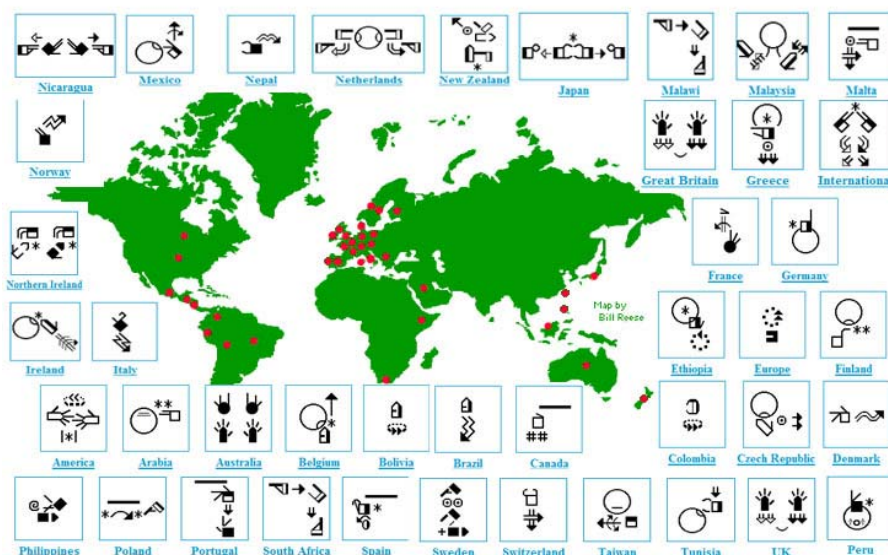 Nicaragua
Mexico
Nepal
Netherlands
New Zealand
Japan
Malawi
Malaysia
Malta
Norway
Great Britain
Greece
International
Northern Ireland
France
Germany
Map by
Bill Reese
Ireland
Italy
Ethiopia
Europe
Finland
America
Arabia
Australia
Belgium
Bolivia
Brazil
Canada
Colombia
Czech Republic
Denmark
Philippines
Poland
Portugal
South Africa
Spain
Sweden
Switzerland
Taiwan
Tunisia
UK
Peru